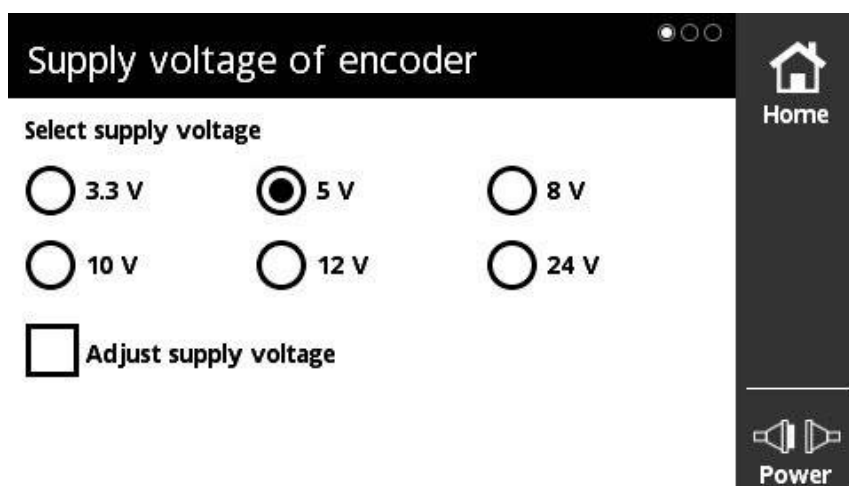 Supply voltage of encoder
Home
Select supply voltage
3.3 V 5 V 8 V
10 V 12 V 24 V
Adjust supply voltage
Power